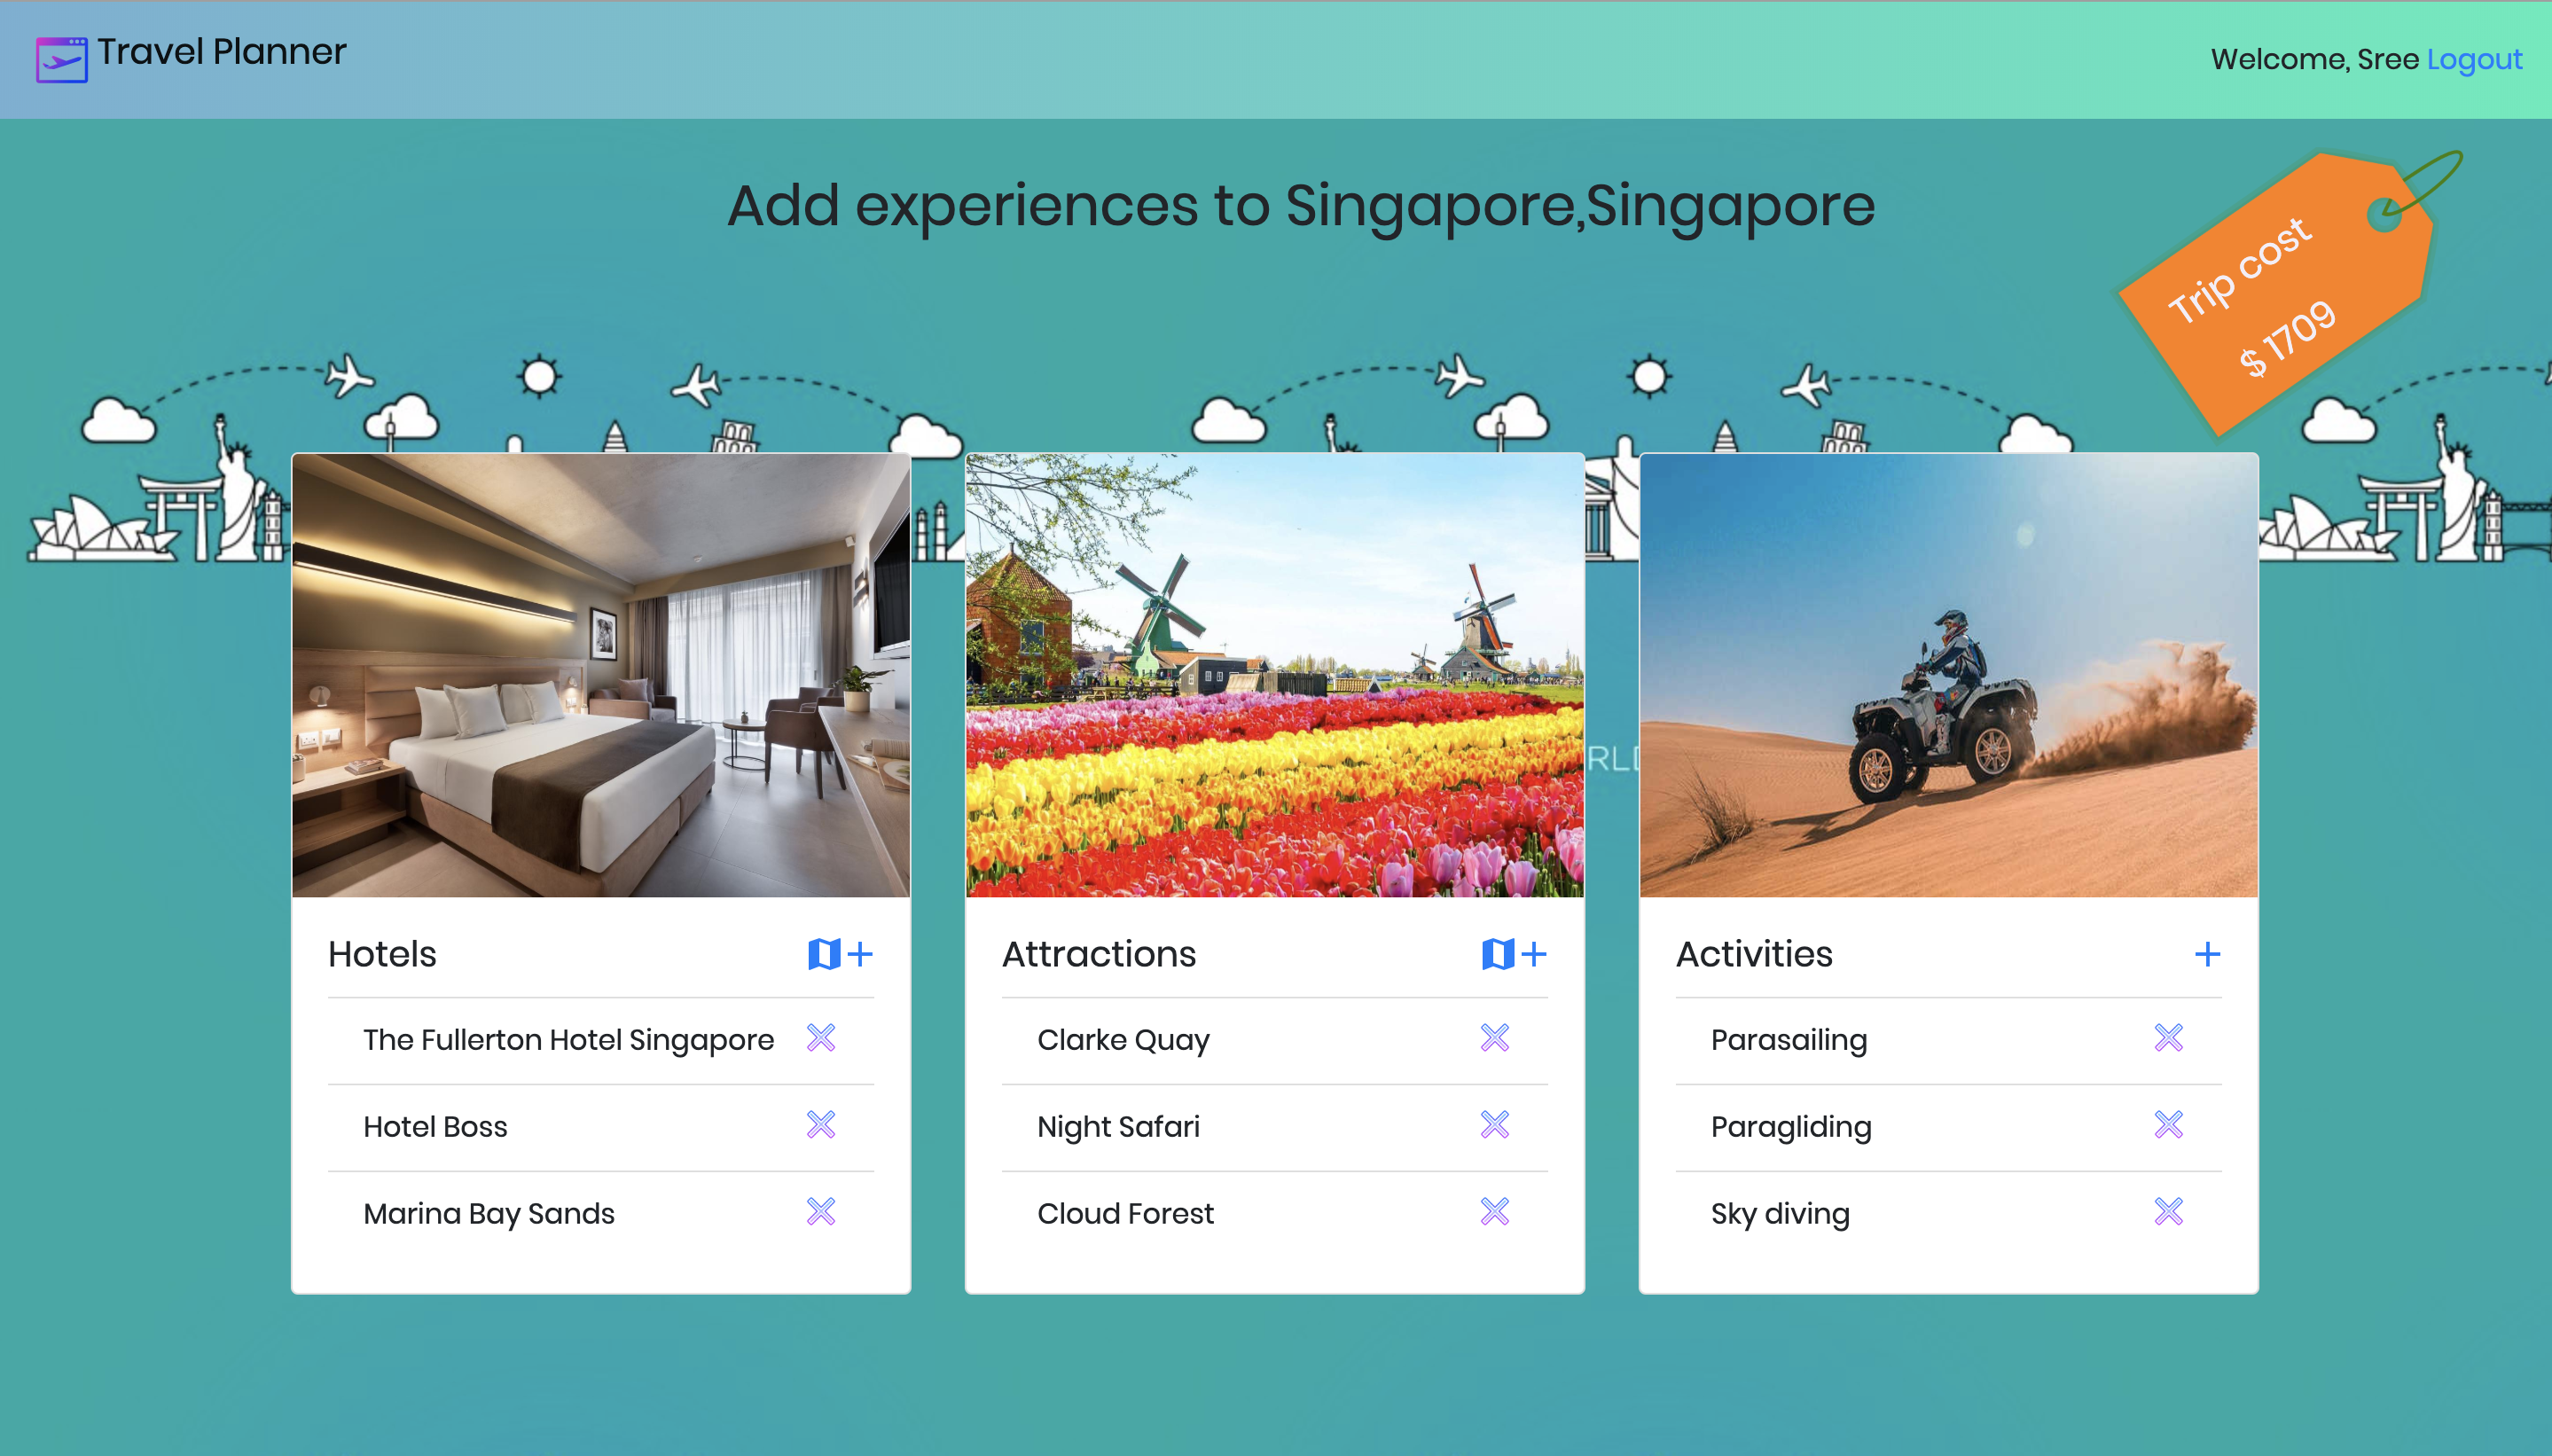 Travel Planner
Welcome, Sree Logout
Add experiences to Singapore,Singapore
Trip cost
$ 1709
RLD
Hotels
The Fullerton Hotel Singapore
Hotel Boss
Marina Bay Sands
Attractions
Clarke Quay
Night Safari
Cloud Forest
Activities
Parasailing
Paragliding
Sky diving